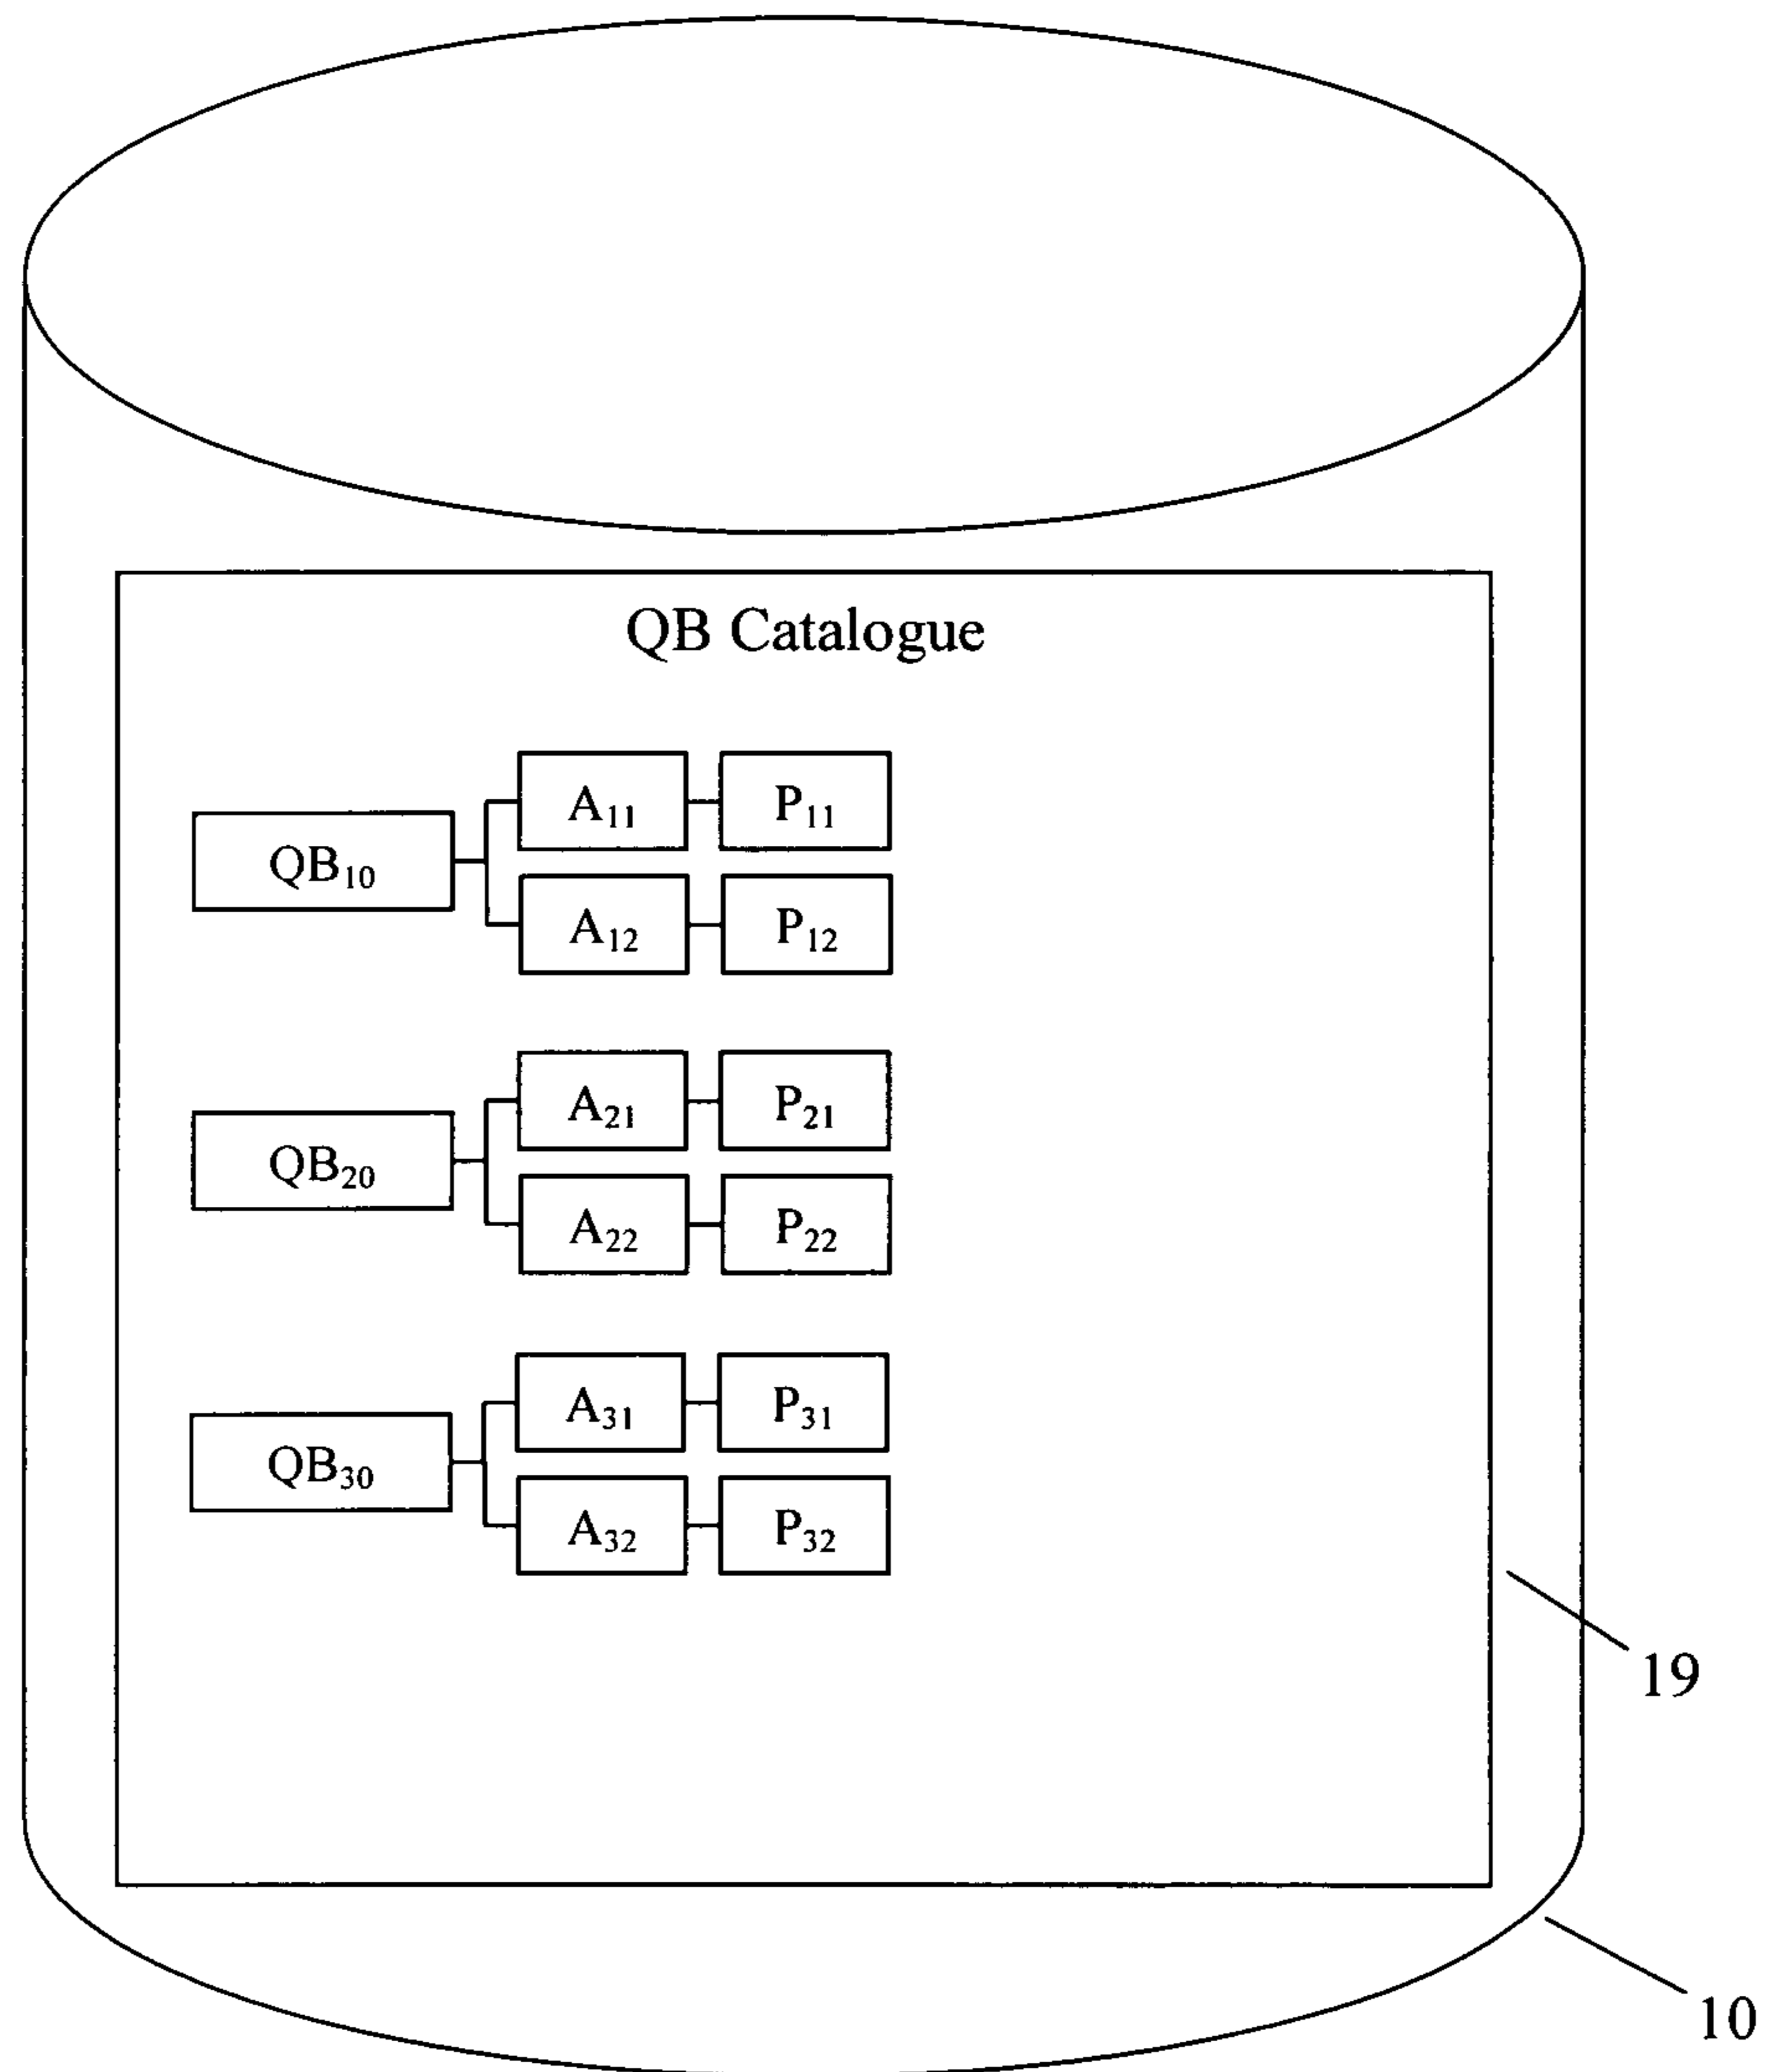 QB Catalogue
A₁₁ P₁₁
QB₁₀
A₁₂ P₁₂
A₂₁ P₂₁
QB₂₀
A₂₂ P₂₂
A₃₁ P₃₁
QB₃₀
A₃₂ P₃₂
19
10